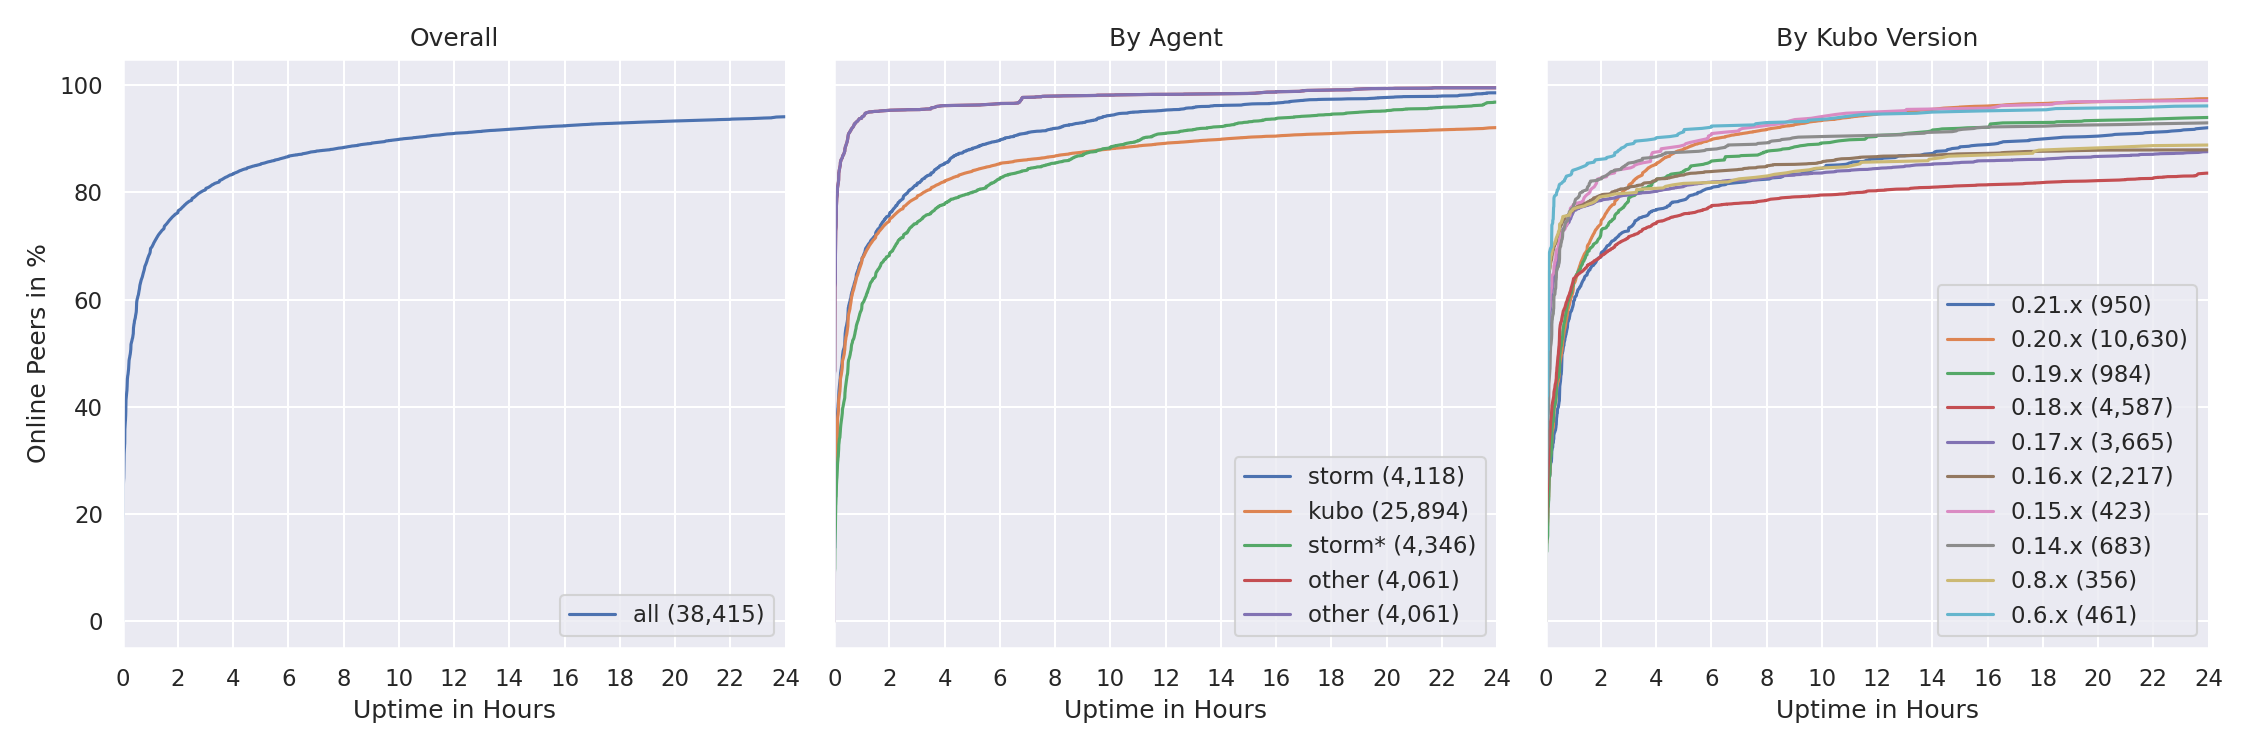 Overall
Online Peers in %
100
80
60
40
20
0
all (38,415)
0 2 4 6 8 10 12 14 16 18 20 22 24
Uptime in Hours
By Agent
storm (4,118)
kubo (25,894)
storm* (4,346)
other (4,061)
other (4,061)
0 2 4 6 8 10 12 14 16 18 20 22 24
Uptime in Hours
By Kubo Version
0.21.x (950)
0.20.x (10,630)
0.19.x (984)
0.18.x (4,587)
0.17.x (3,665)
0.16.x (2,217)
0.15.x (423)
0.14.x (683)
0.8.x (356)
0.6.x (461)
0 2 4 6 8 10 12 14 16 18 20 22 24
Uptime in Hours